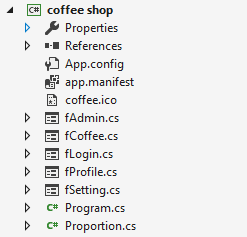 coffee shop
Properties
References
App.config
app.manifest
coffee.ico
fAdmin.cs
fCoffee.cs
fLogin.cs
fProfile.cs
fSetting.cs
Program.cs
Proportion.cs